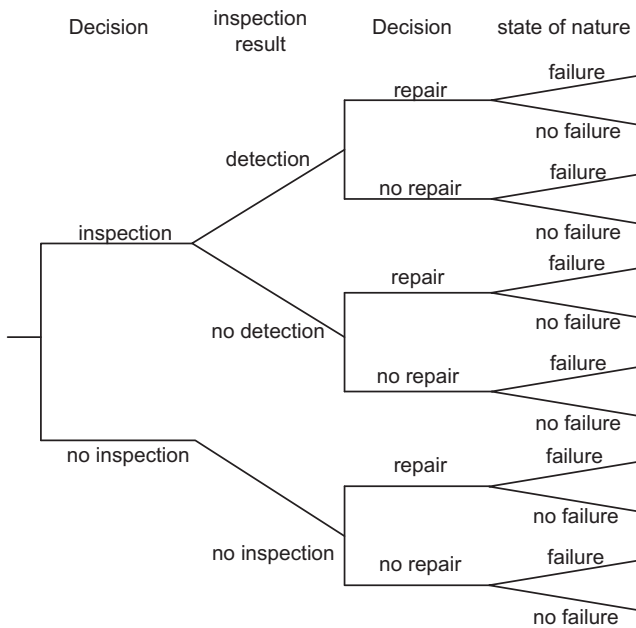 Decision
inspection
result
Decision
state of nature
failure
repair
no failure
detection
failure
no repair
no failure
inspection
failure
repair
no failure
no detection
failure
no repair
no failure
no inspection
failure
repair
no failure
no inspection
failure
no repair
no failure